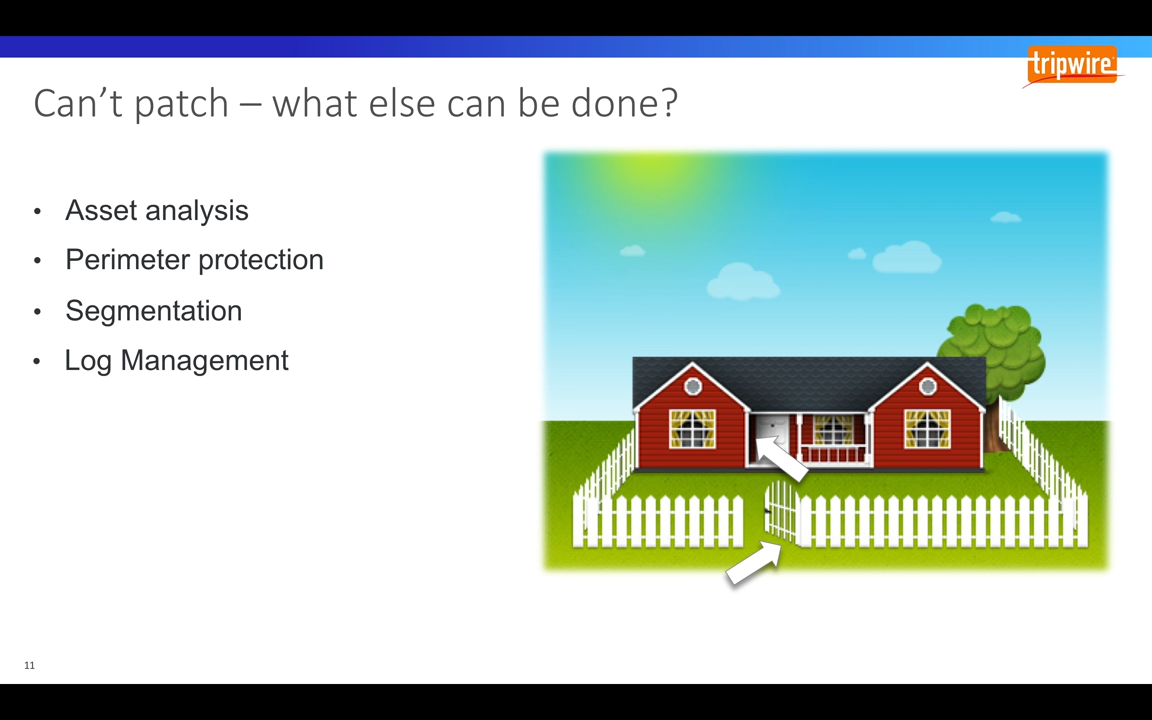 tripwire
Can’t patch – what else can be done?
• Asset analysis
• Perimeter protection
• Segmentation
• Log Management
11